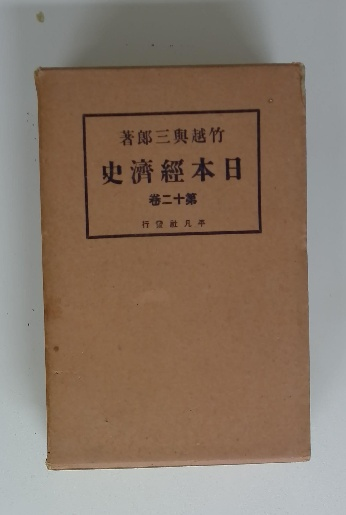 竹越與三郎著
日本經濟史
第十二卷
平凡社發行